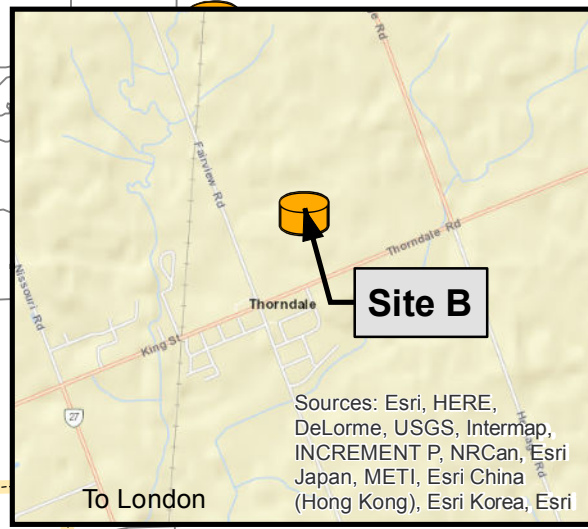 Fairview Rd
Thorndale Rd
Nissouri Rd
Thorndale
Site B
King St
27
Sources: Esri, HERE,
DeLorme, USGS, Intermap,
INCREMENT P, NRCan, Esri
Japan, METI, Esri China
(Hong Kong), Esri Korea, Esri
Rd
To London